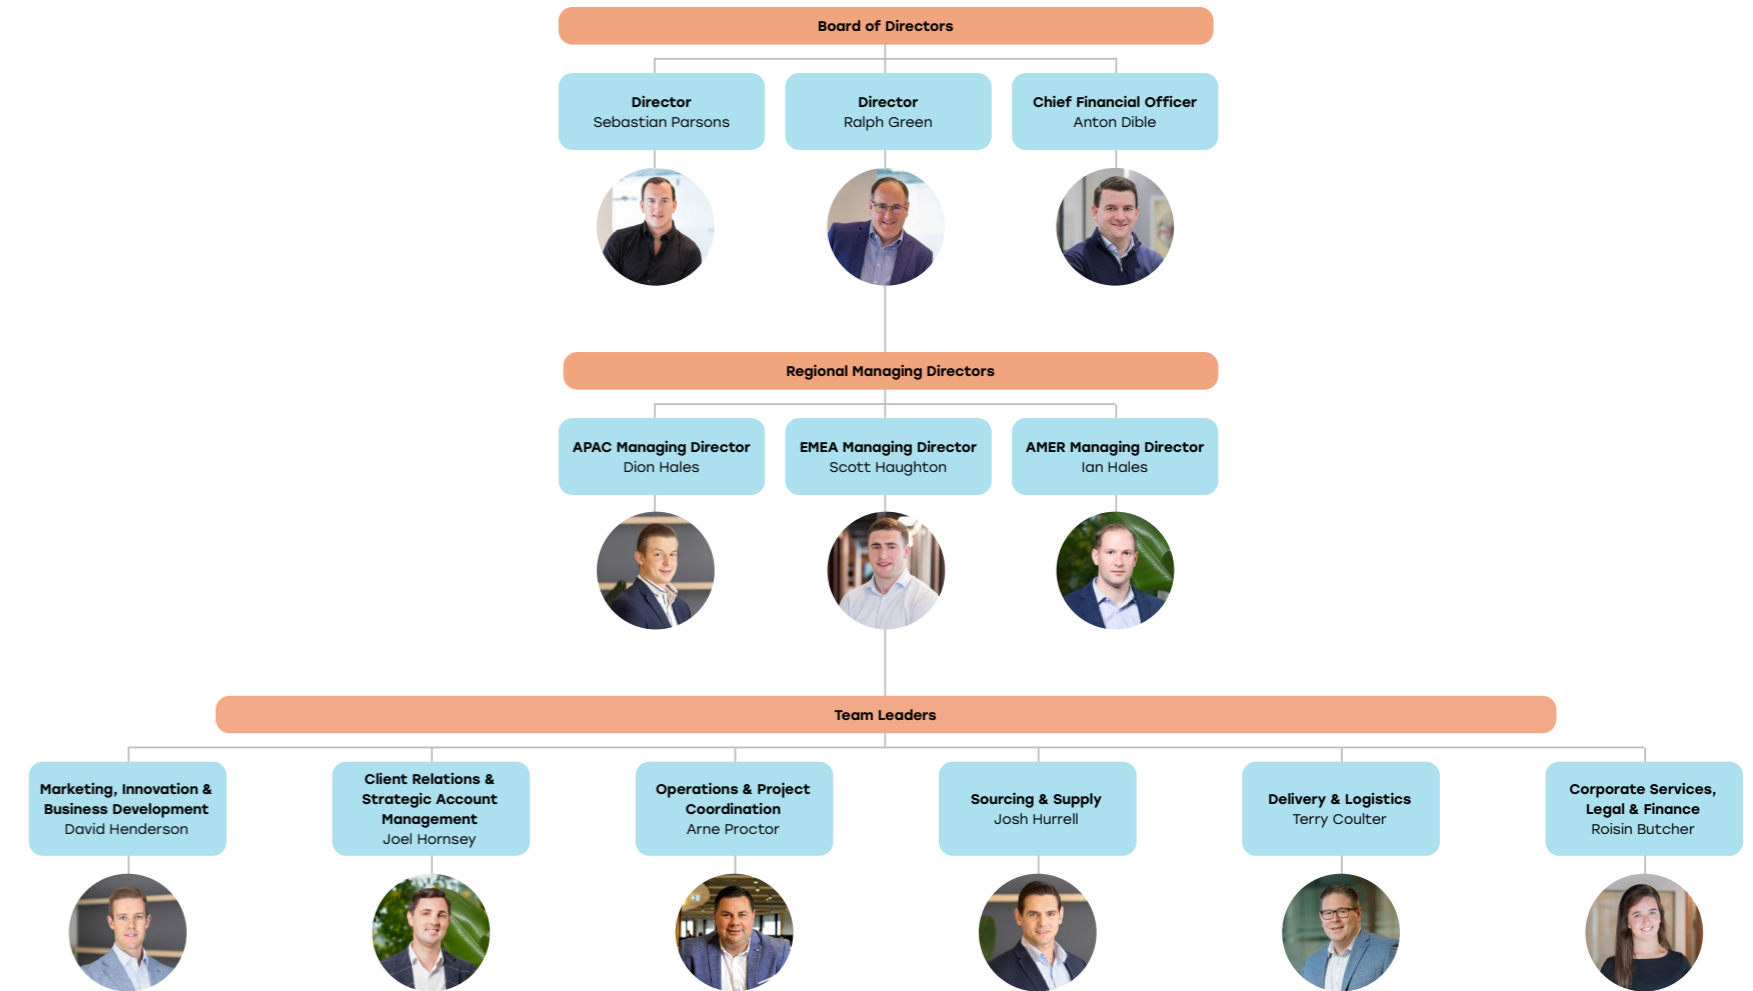 Board of Directors
Director
Sebastian Parsons
Director
Ralph Green
Chief Financial Officer
Anton Dible
Regional Managing Directors
APAC Managing Director
Dion Hales
EMEA Managing Director
Scott Haughton
AMER Managing Director
Ian Hales
Team Leaders
Marketing, Innovation &
Business Development
David Henderson
Client Relations &
Strategic Account
Management
Joel Hornsey
Operations & Project
Coordination
Arne Proctor
Sourcing & Supply
Josh Hurrell
Delivery & Logistics
Terry Coulter
Corporate Services,
Legal & Finance
Roisin Butcher